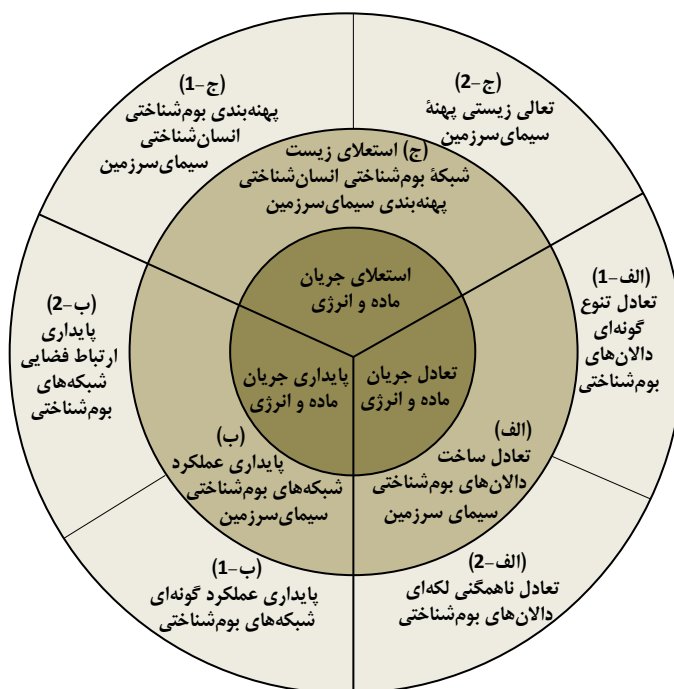 (ج-1)
پهنه‌بندی بوم‌شناختی
انسان‌شناختی
سیمای‌سرزمین
(ج-2)
تعالی زیستی پهنۀ
سیمای‌سرزمین
(ج) استعلای زیست
شبکۀ بوم‌شناختی انسان‌شناختی
پهنه‌بندی سیمای‌سرزمین
استعلای جریان
ماده و انرژی
(الف-1)
تعادل تنوع
گونه‌ای
دالان‌های
بوم‌شناختی
(ب-2)
پایداری
ارتباط فضایی
شبکه‌های
بوم‌شناختی
تعادل جریان
ماده و انرژی
پایداری جریان
ماده و انرژی
(الف)
تعادل ساخت
دالان‌های بوم‌شناختی
سیمای سرزمین
(ب)
پایداری عملکرد
شبکه‌های بوم‌شناختی
سیمای‌سرزمین
(الف-2)
تعادل ناهمگنی لکه‌ای
دالان‌های بوم‌شناختی
(ب-1)
پایداری عملکرد گونه‌ای
شبکه‌های بوم‌شناختی